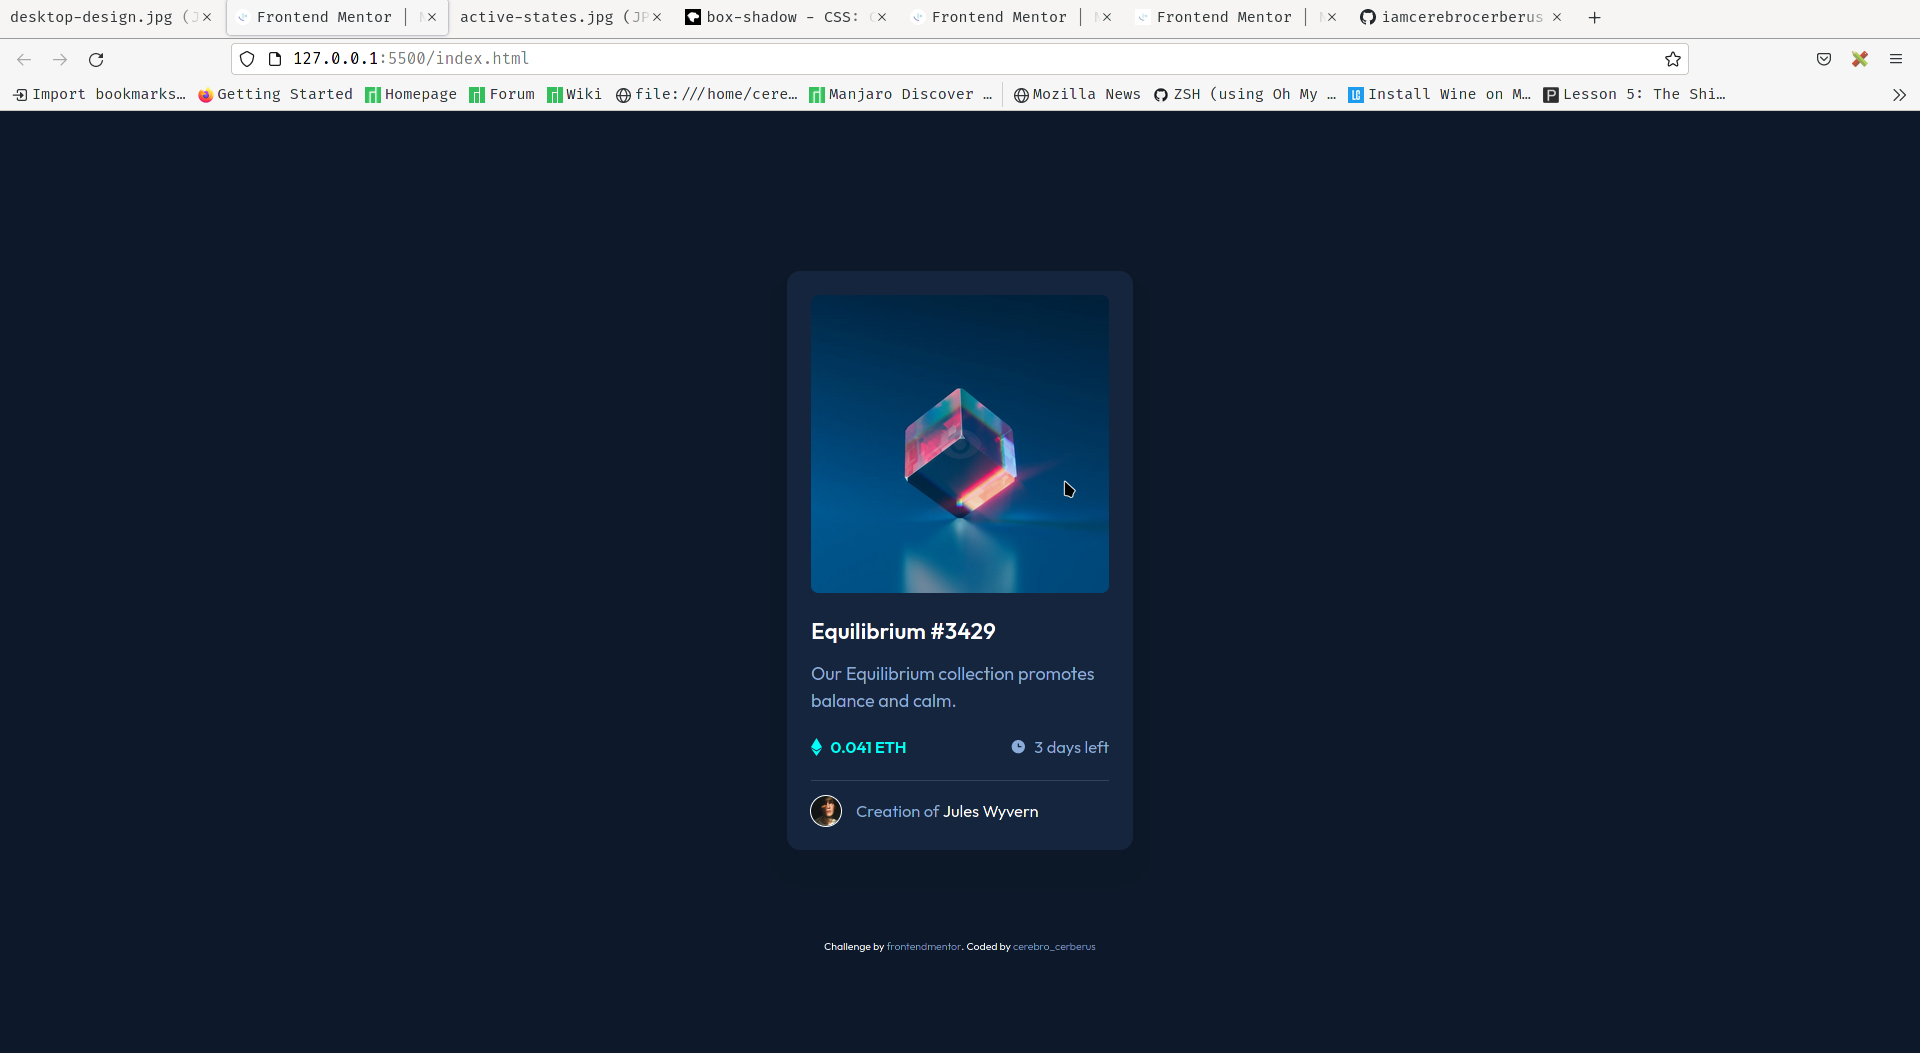 desktop-design.jpg (J
Frontend Mentor |
active-states.jpg (JP
box-shadow - CSS:
Frontend Mentor |
Frontend Mentor |
iamcerebrocerberus
127.0.0.1:5500/index.html
Import bookmarks…
Getting Started
Homepage
Forum
Wiki
file:///home/cere…
Manjaro Discover …
Mozilla News
ZSH (using Oh My …
Install Wine on M…
Lesson 5: The Shi…
Equilibrium #3429
Our Equilibrium collection promotes
balance and calm.
0.041 ETH
3 days left
Creation of Jules Wyvern
Challenge by frontendmentor. Coded by cerebro_cerberus